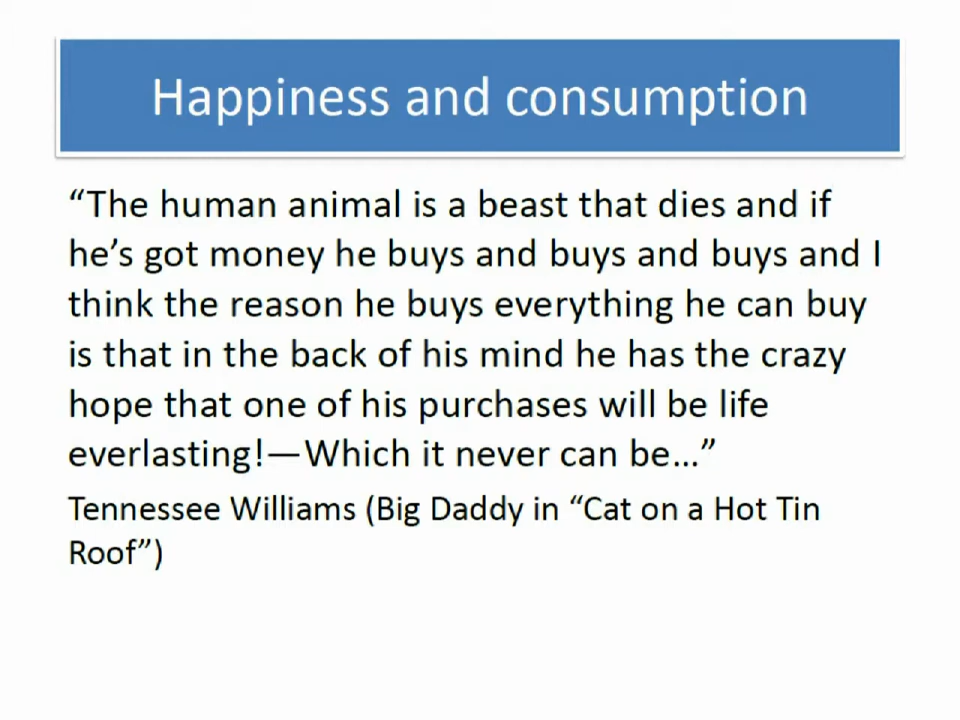 Happiness and consumption
“The human animal is a beast that dies and if
he’s got money he buys and buys and buys and I
think the reason he buys everything he can buy
is that in the back of his mind he has the crazy
hope that one of his purchases will be life
everlasting!—Which it never can be…”
Tennessee Williams (Big Daddy in “Cat on a Hot Tin
Roof”)